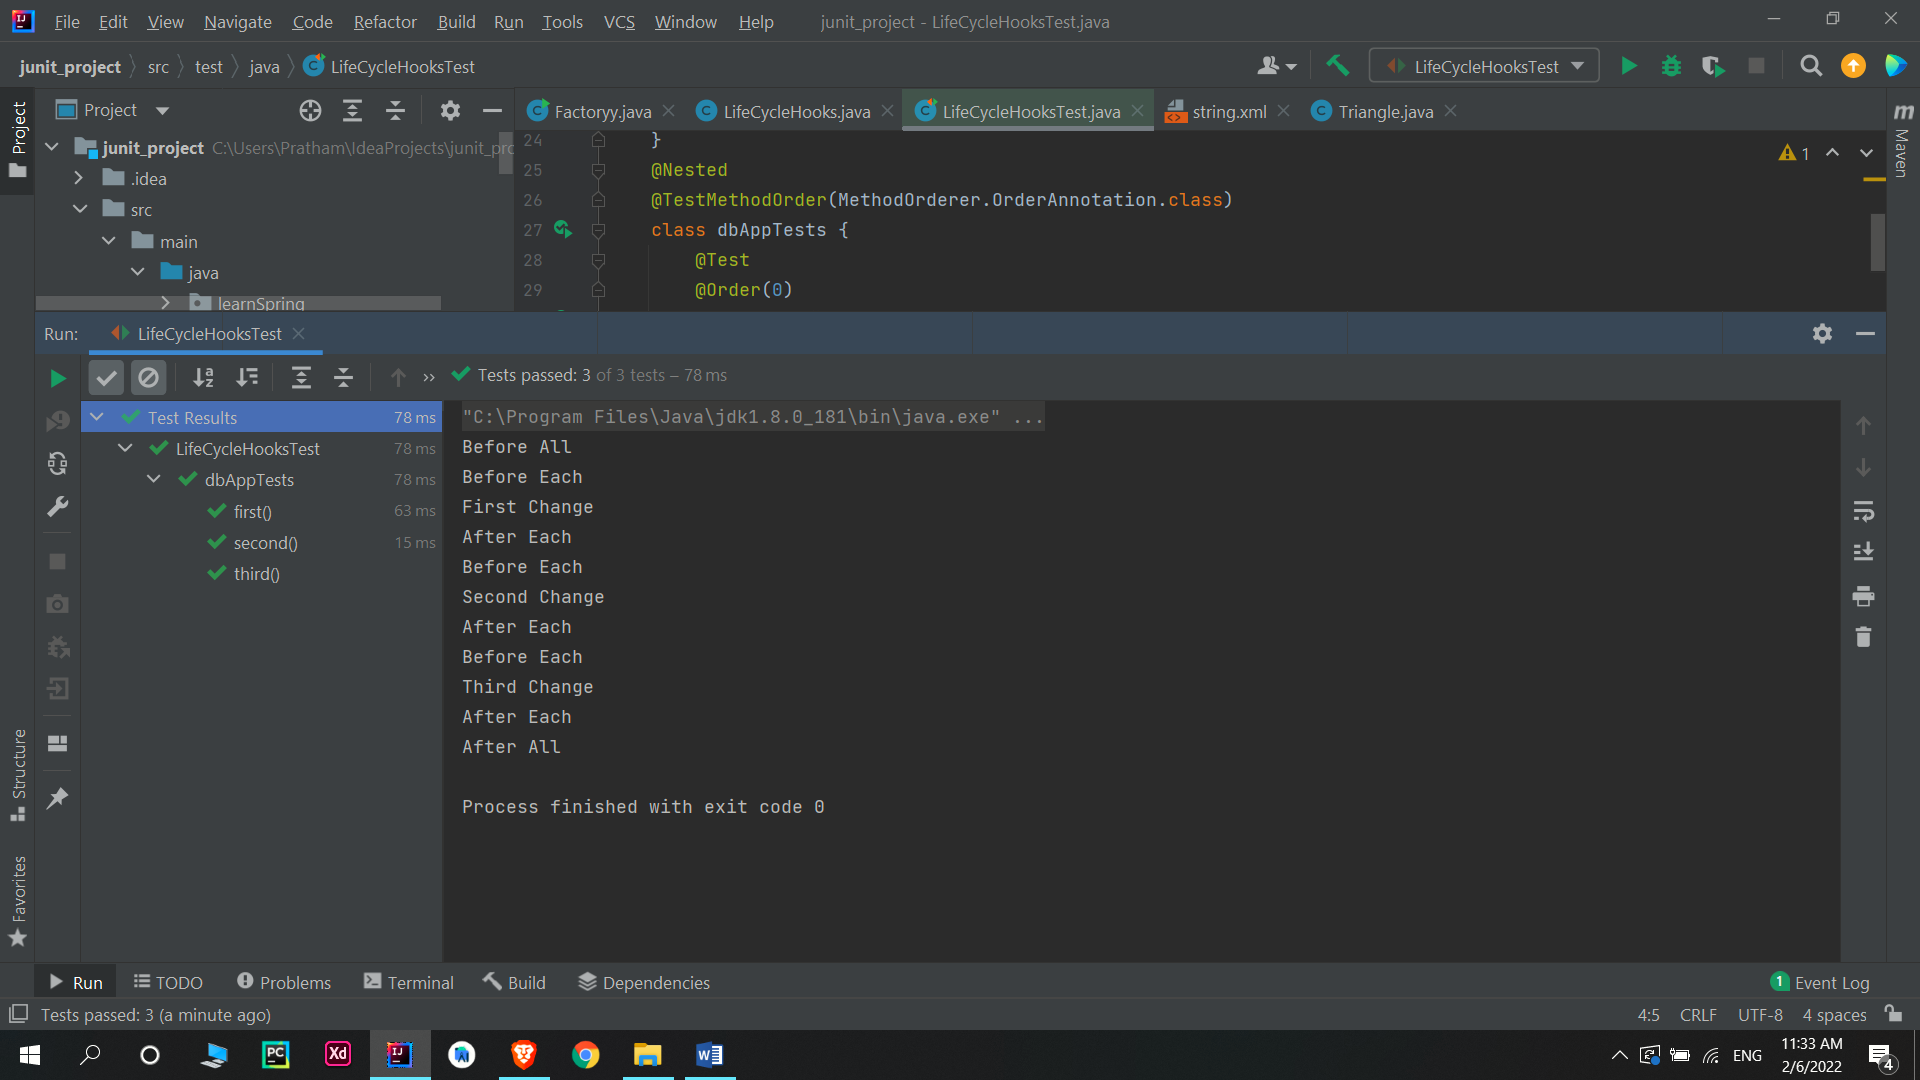 File Edit View Navigate Code Refactor Build Run Tools VCS Window Help junit_project - LifeCycleHooksTest.java
junit_project src test java LifeCycleHooksTest
LifeCycleHooksTest
Project
Project
Factoryy.java LifeCycleHooks.java LifeCycleHooksTest.java string.xml Triangle.java
Maven
junit_project C:\Users\Pratham\IdeaProjects\junit_pro
.idea
src
main
java
learnSpring
24 }
25 @Nested
26 @TestMethodOrder(MethodOrderer.OrderAnnotation.class)
27 class dbAppTests {
28 @Test
29 @Order(0)
1
Run: LifeCycleHooksTest
Tests passed: 3 of 3 tests – 78 ms
Test Results 78 ms
LifeCycleHooksTest 78 ms
dbAppTests 78 ms
first() 63 ms
second() 15 ms
third()
"C:\Program Files\Java\jdk1.8.0_181\bin\java.exe" ...
Before All
Before Each
First Change
After Each
Before Each
Second Change
After Each
Before Each
Third Change
After Each
After All
Process finished with exit code 0
Structure
Favorites
Run TODO Problems Terminal Build Dependencies 1 Event Log
Tests passed: 3 (a minute ago) 4:5 CRLF UTF-8 4 spaces
PC Xd IJ W ENG
11:33 AM
2/6/2022
4